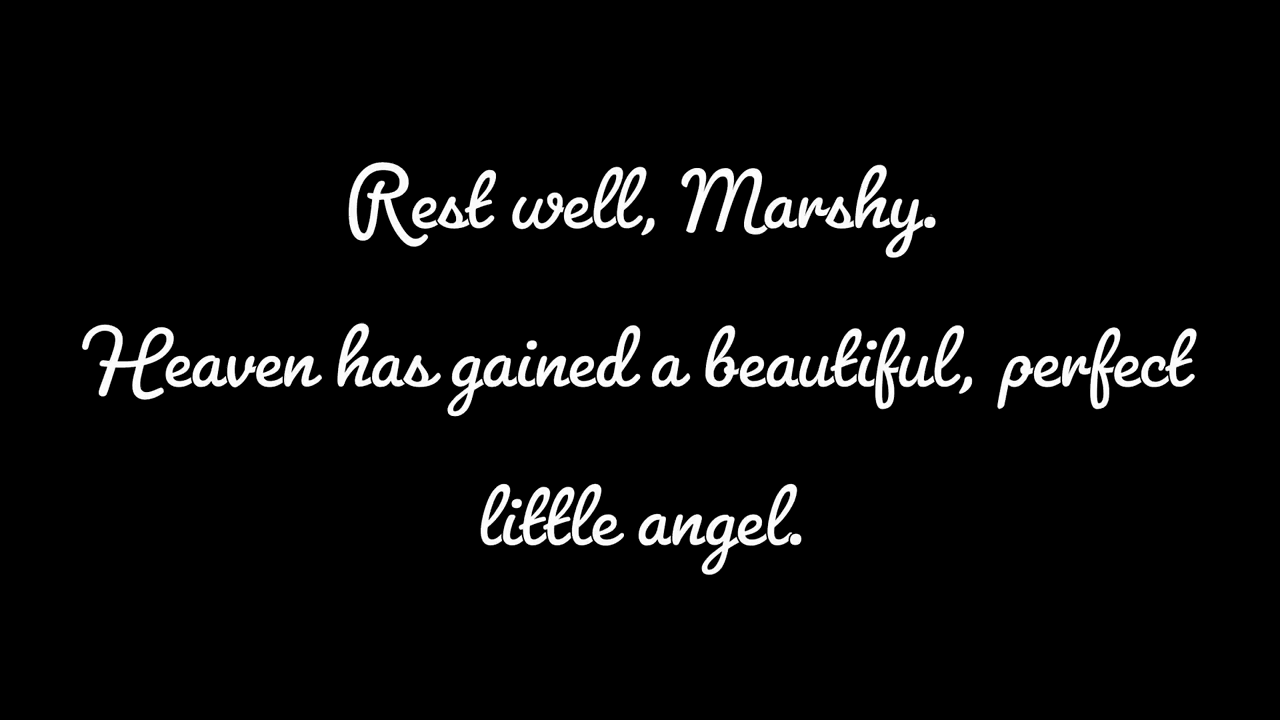 Rest well, Marshy.
Heaven has gained a beautiful, perfect
little angel.